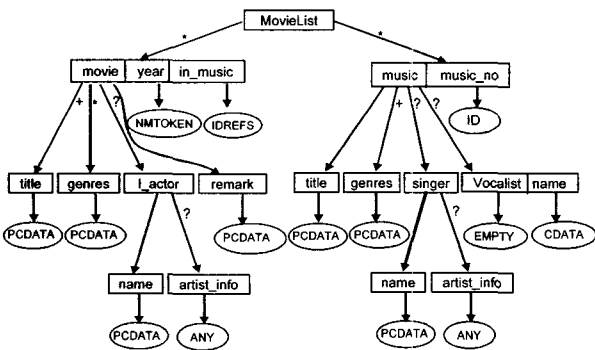 MovieList
* *
movie year in_music music music_no
+ * ? + ? ?
NMTOKEN IDREFS ID
title genres l_actor remark title genres singer Vocalist name
? ?
PCDATA PCDATA PCDATA PCDATA PCDATA EMPTY CDATA
name artist_info name artist_info
PCDATA ANY PCDATA ANY